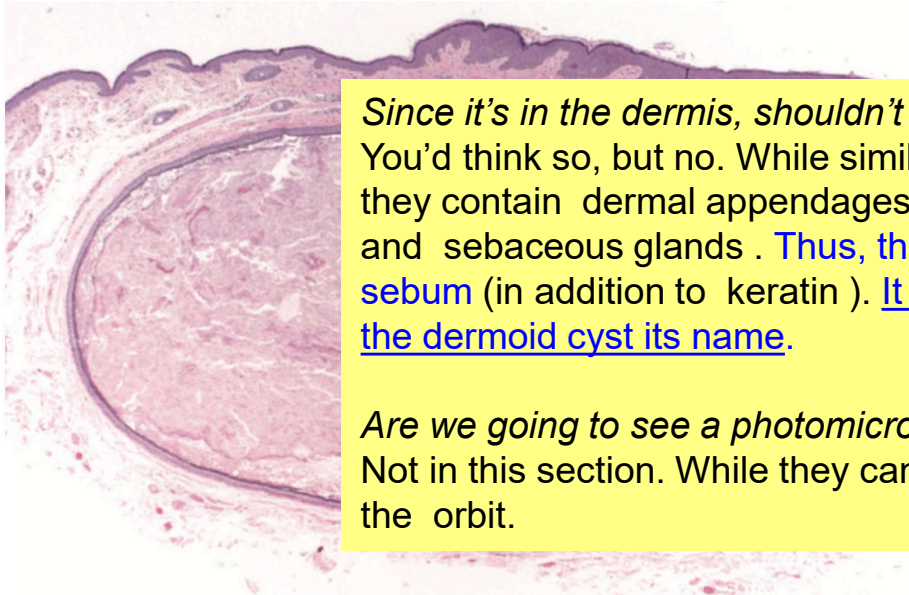 Since it’s in the dermis, shouldn’t
You’d think so, but no. While simil
they contain  dermal appendages
and  sebaceous glands . Thus, th
sebum (in addition to  keratin ). It
the dermoid cyst its name.
Are we going to see a photomicro
Not in this section. While they can
the  orbit.